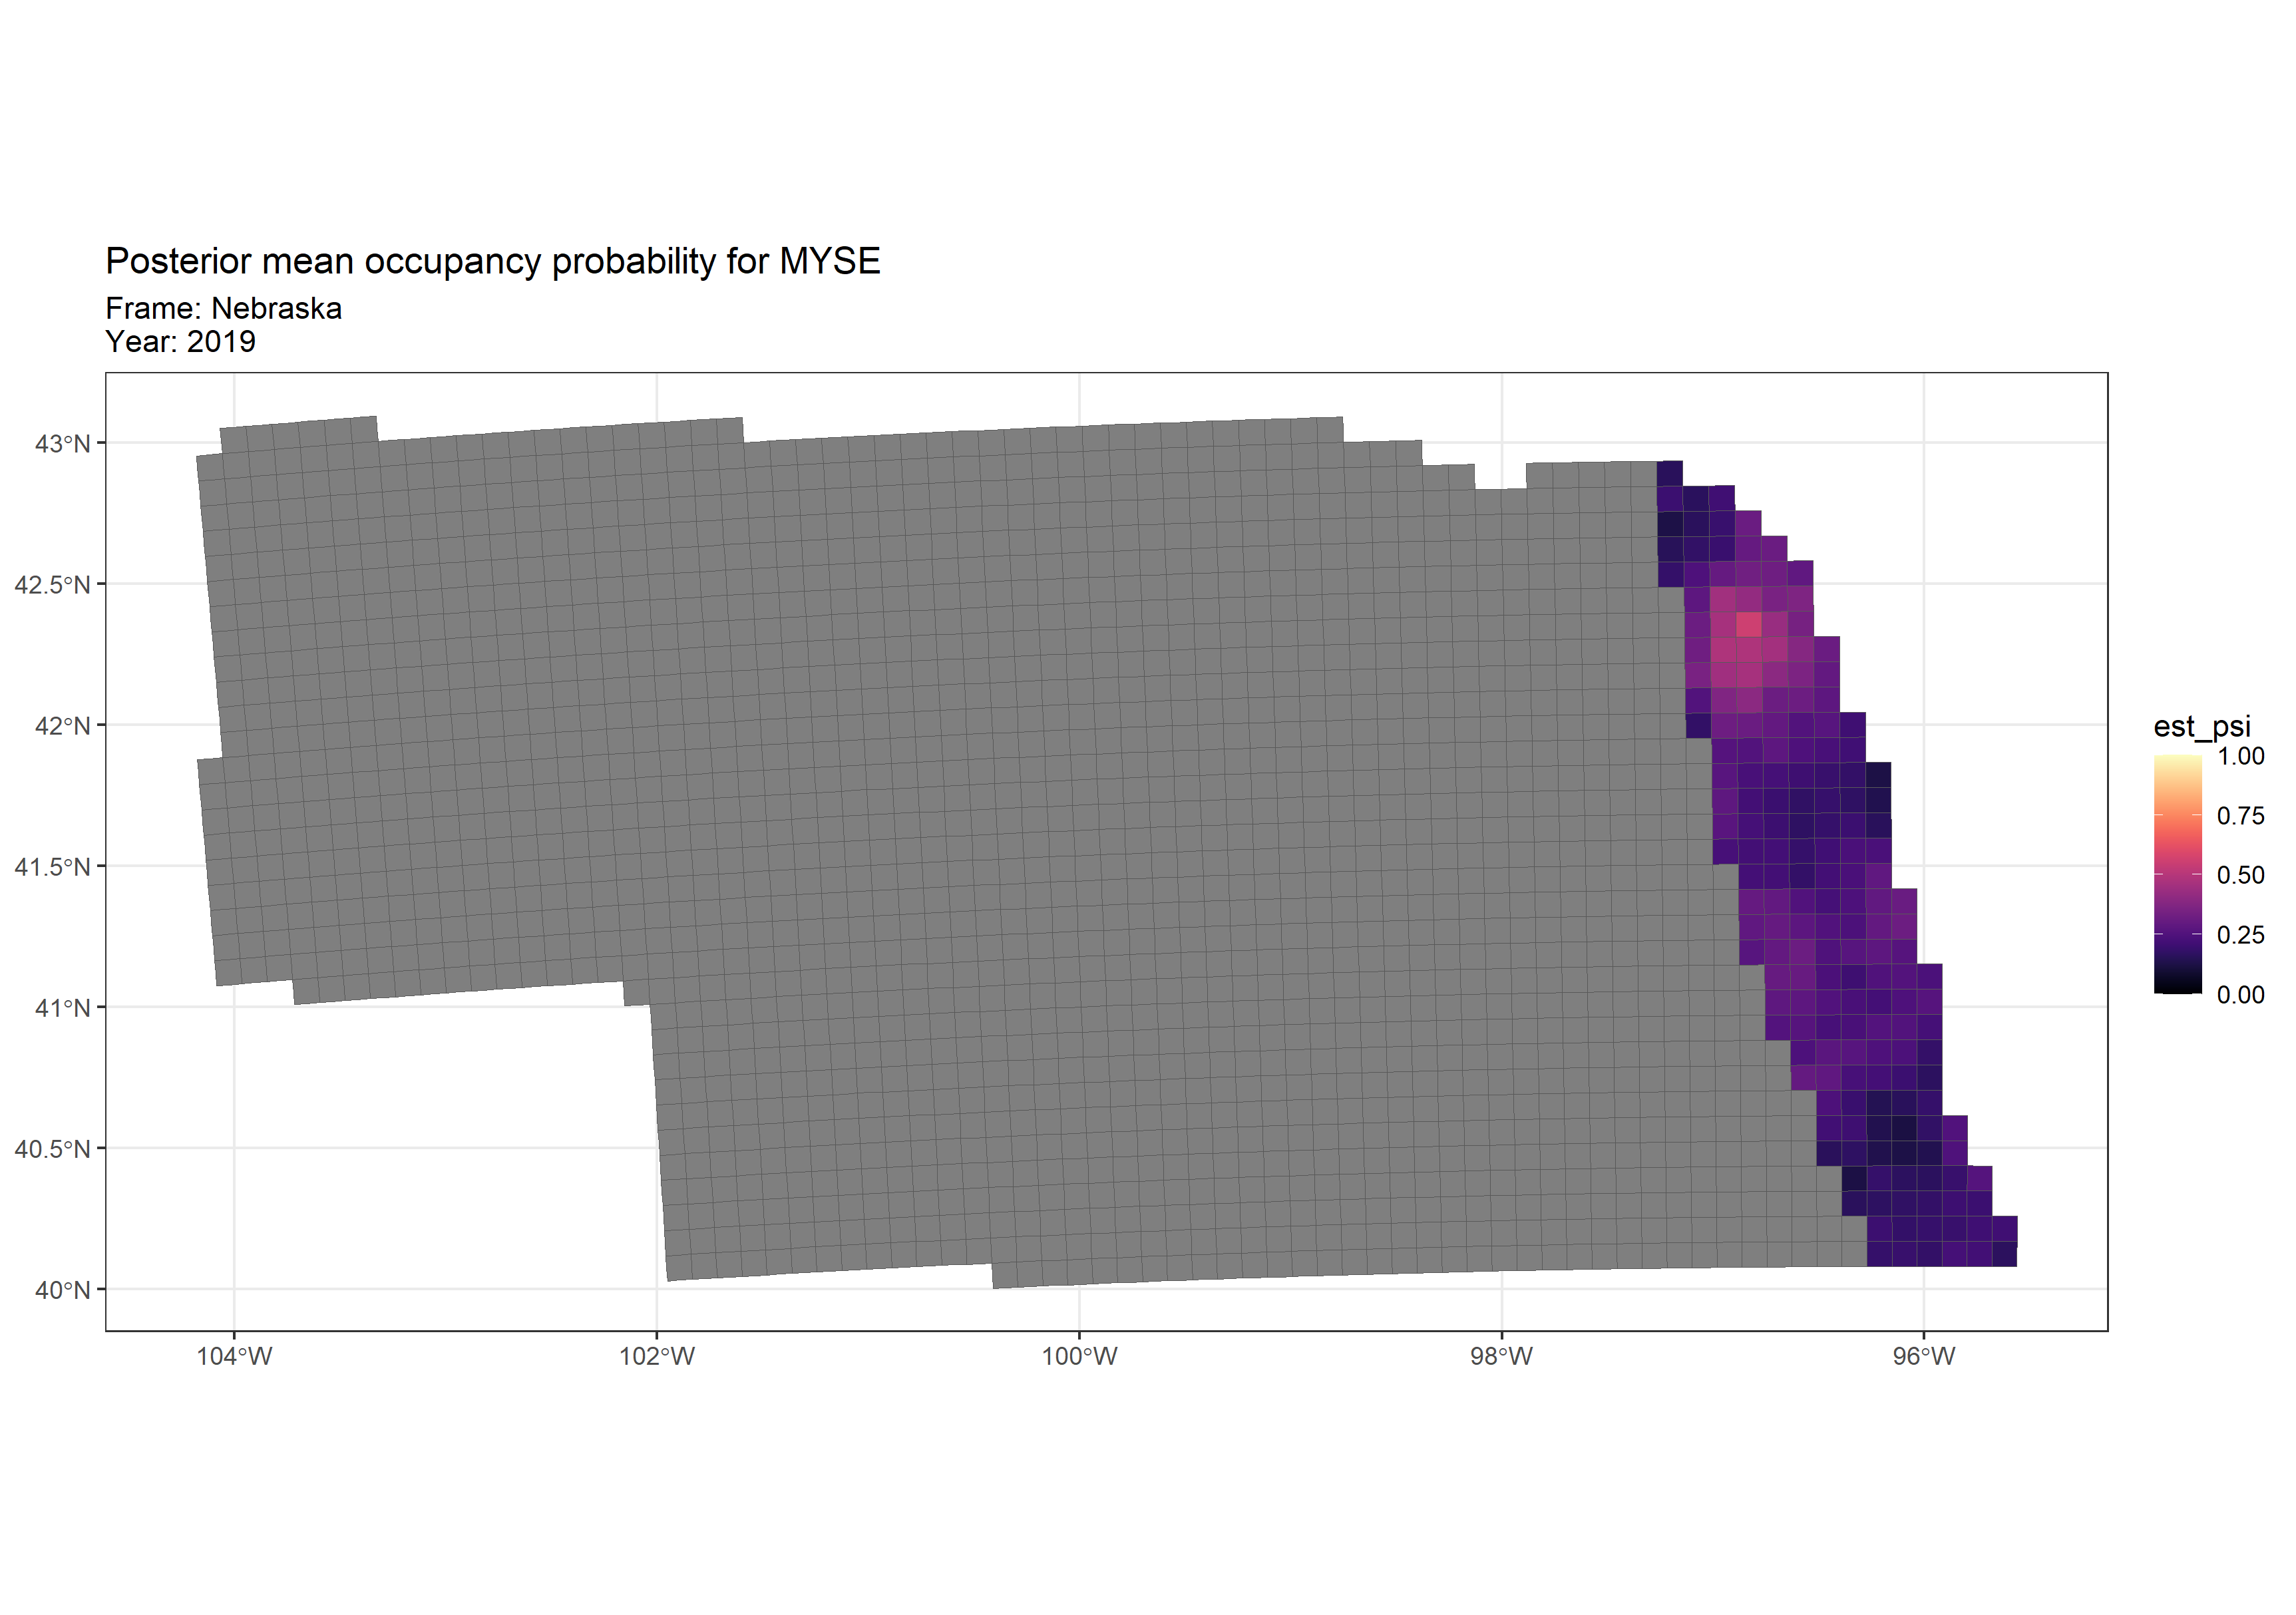 Posterior mean occupancy probability for MYSE
Frame: Nebraska
Year: 2019
43°N
42.5°N
42°N
41.5°N
41°N
40.5°N
40°N
104°W
102°W
100°W
98°W
96°W
est_psi
1.00
0.75
0.50
0.25
0.00